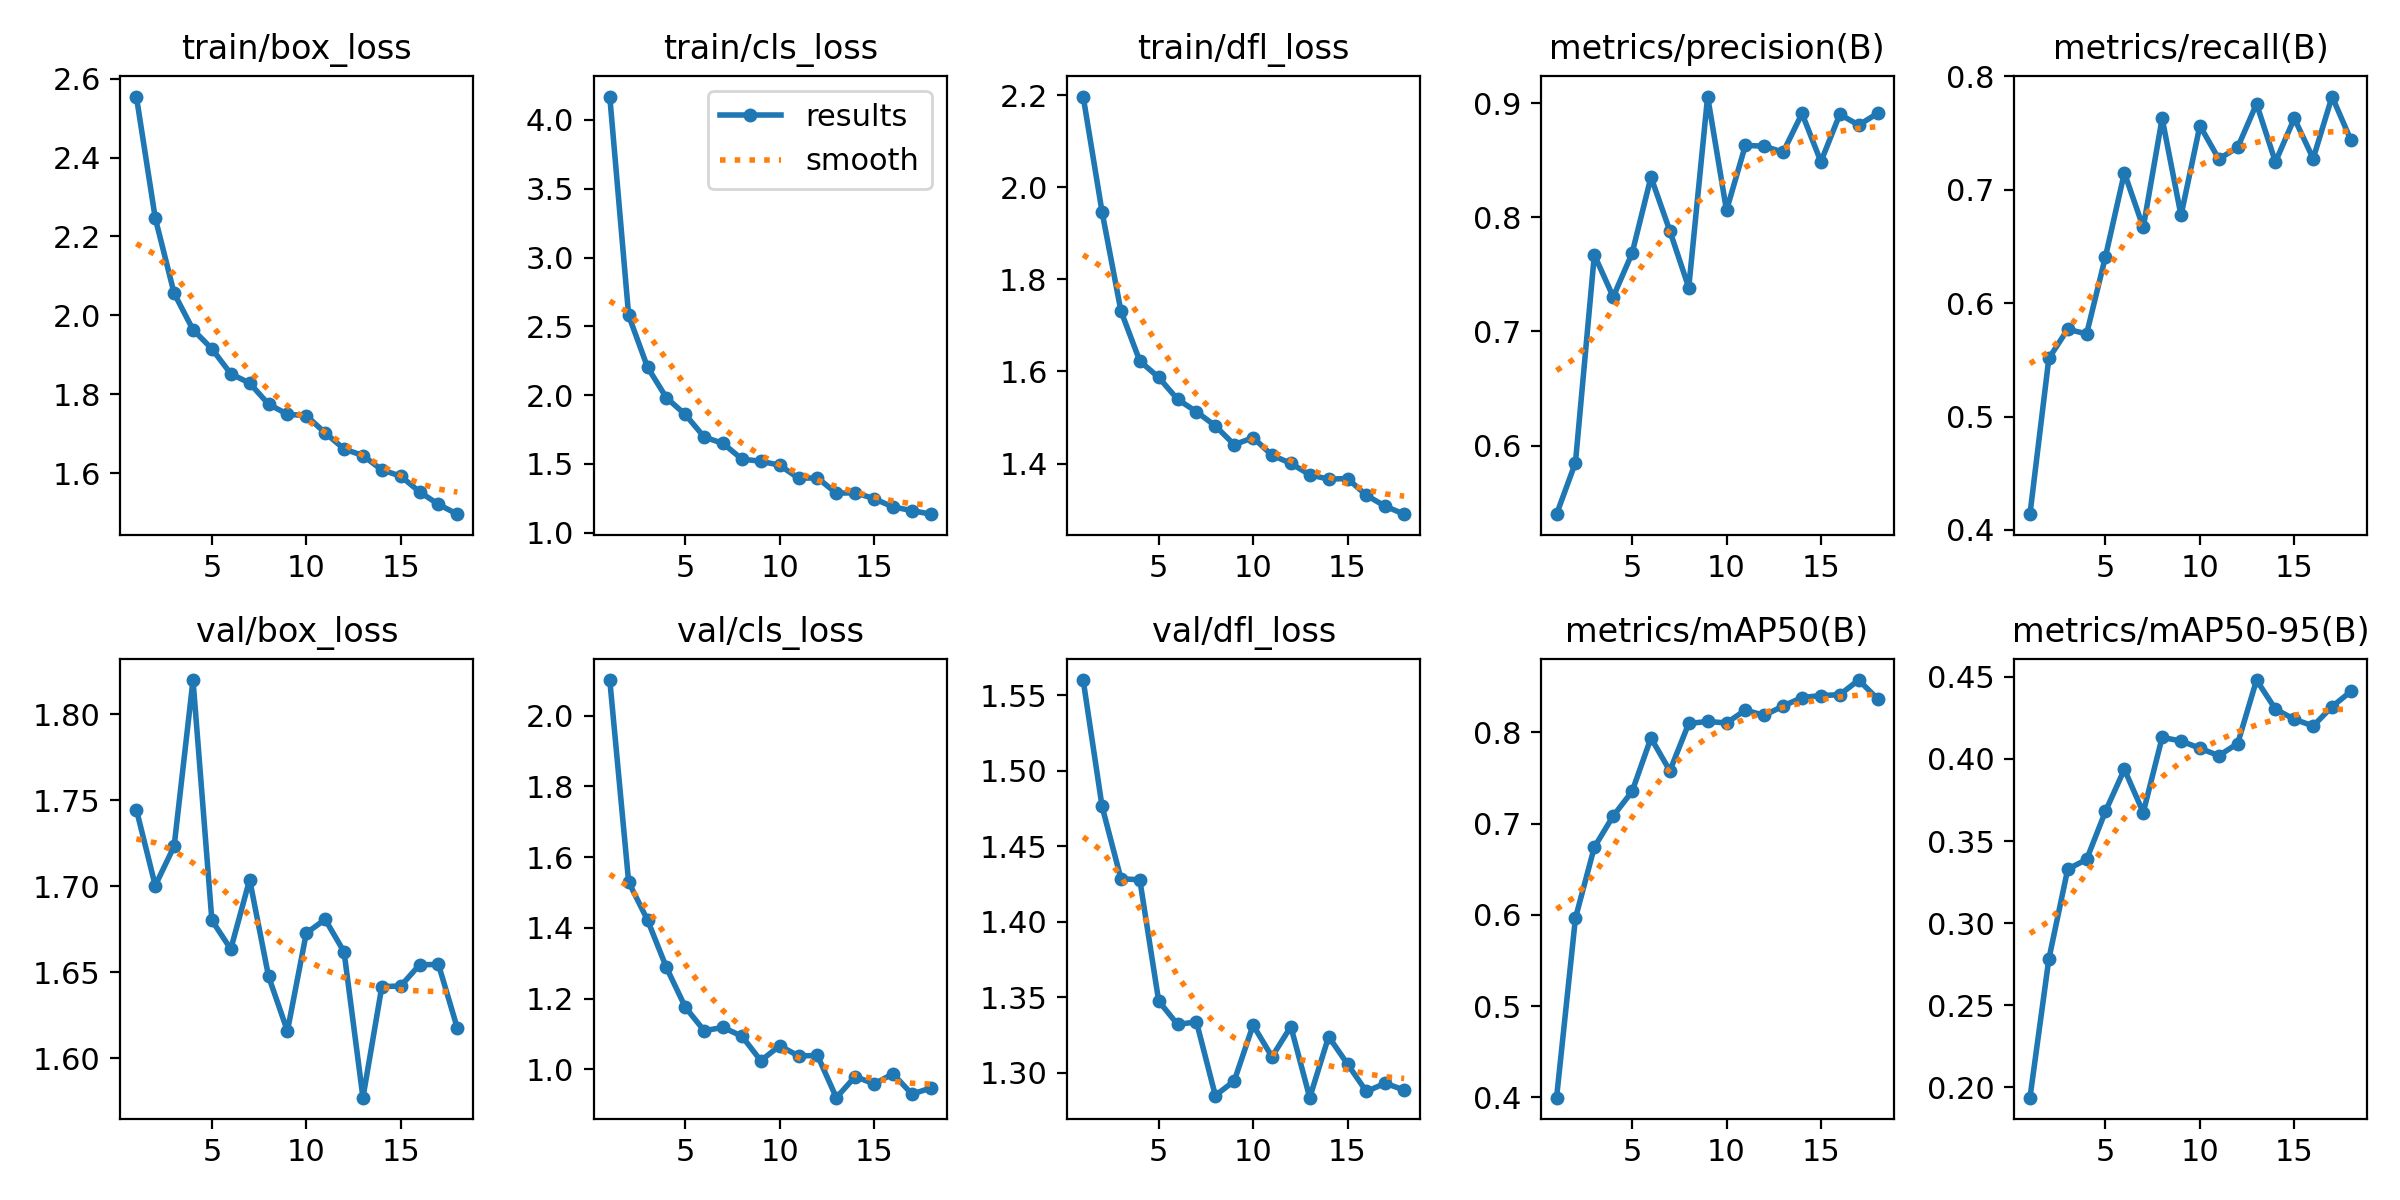 train/box_loss
train/cls_loss
train/dfl_loss
metrics/precision(B)
metrics/recall(B)
2.6
2.4
2.2
2.0
1.8
1.6
5 10 15
4.0
3.5
3.0
2.5
2.0
1.5
1.0
results
smooth
5 10 15
2.2
2.0
1.8
1.6
1.4
5 10 15
0.9
0.8
0.7
0.6
5 10 15
0.8
0.7
0.6
0.5
0.4
5 10 15
val/box_loss
val/cls_loss
val/dfl_loss
metrics/mAP50(B)
metrics/mAP50-95(B)
1.80
1.75
1.70
1.65
1.60
5 10 15
2.0
1.8
1.6
1.4
1.2
1.0
5 10 15
1.55
1.50
1.45
1.40
1.35
1.30
5 10 15
0.8
0.7
0.6
0.5
0.4
5 10 15
0.45
0.40
0.35
0.30
0.25
0.20
5 10 15